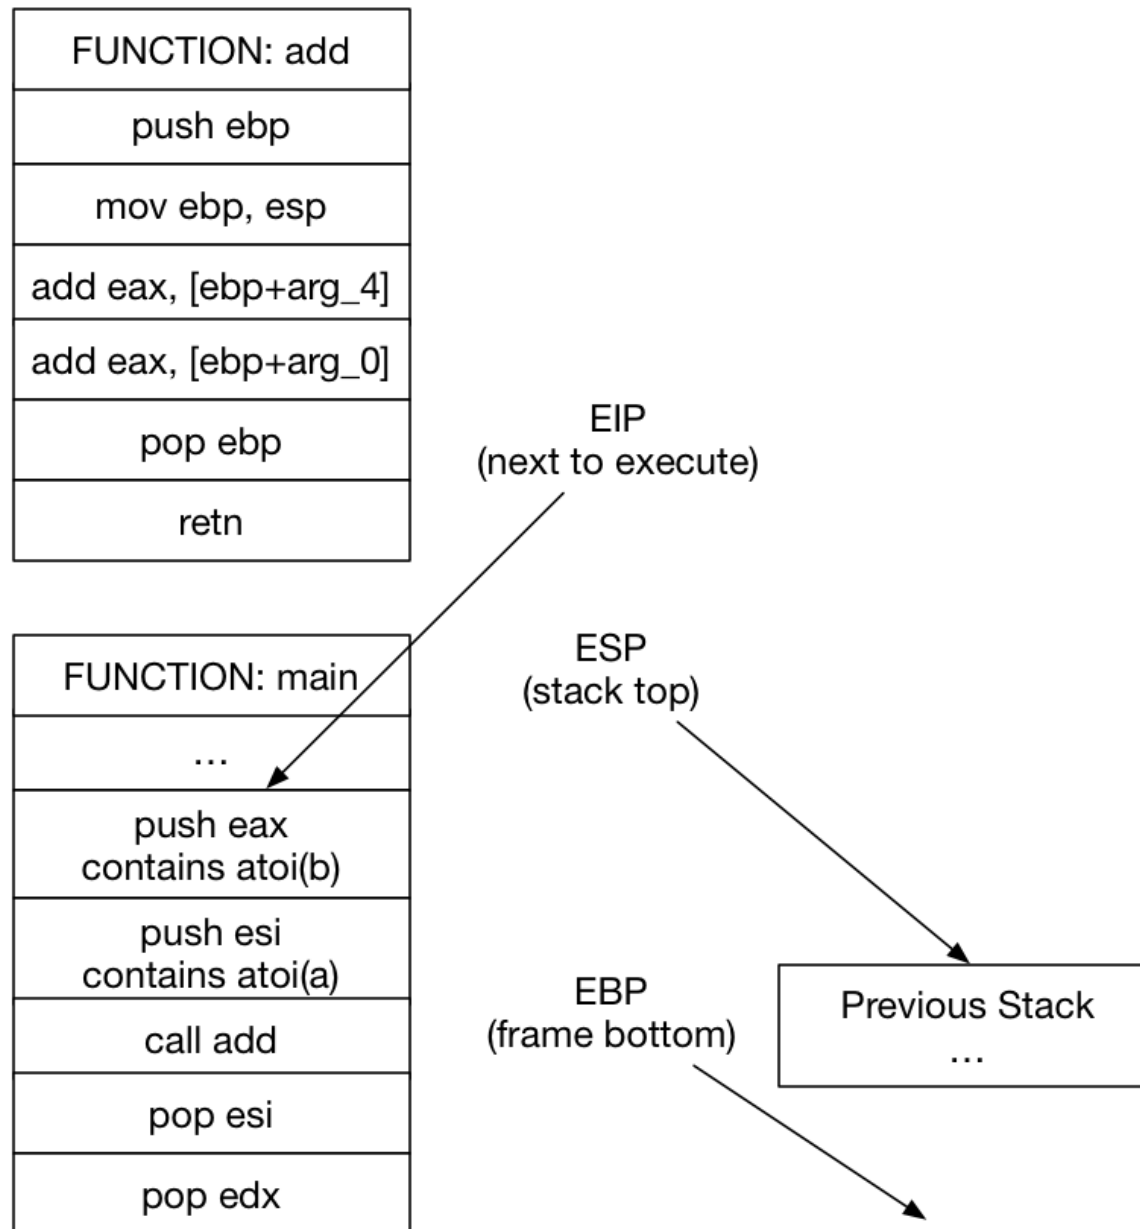 FUNCTION: add
push ebp
mov ebp, esp
add eax, [ebp+arg_4]
add eax, [ebp+arg_0]
pop ebp
retn
EIP
(next to execute)
FUNCTION: main
...
push eax
contains atoi(b)
push esi
contains atoi(a)
call add
pop esi
pop edx
ESP
(stack top)
EBP
(frame bottom)
Previous Stack
...